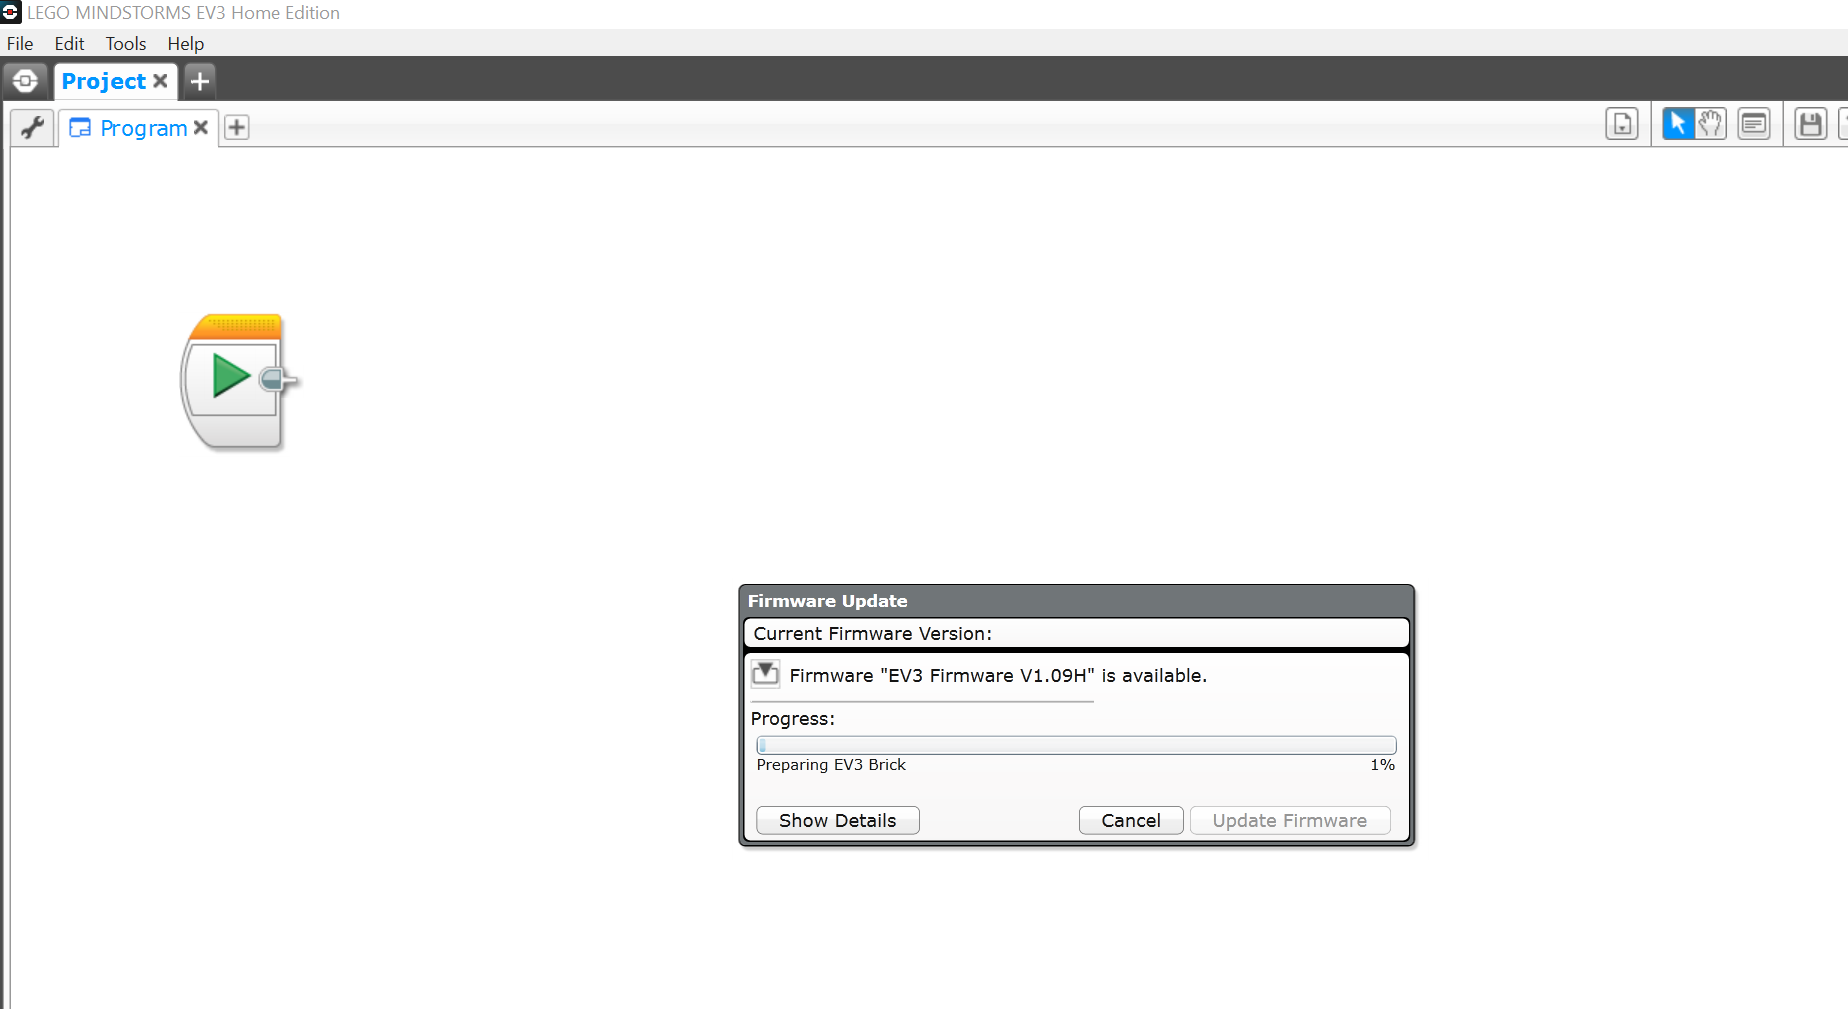 LEGO MINDSTORMS EV3 Home Edition
File Edit Tools Help
Project
Program
Firmware Update
Current Firmware Version:
Firmware "EV3 Firmware V1.09H" is available.
Progress:
Preparing EV3 Brick 1%
Show Details Cancel Update Firmware